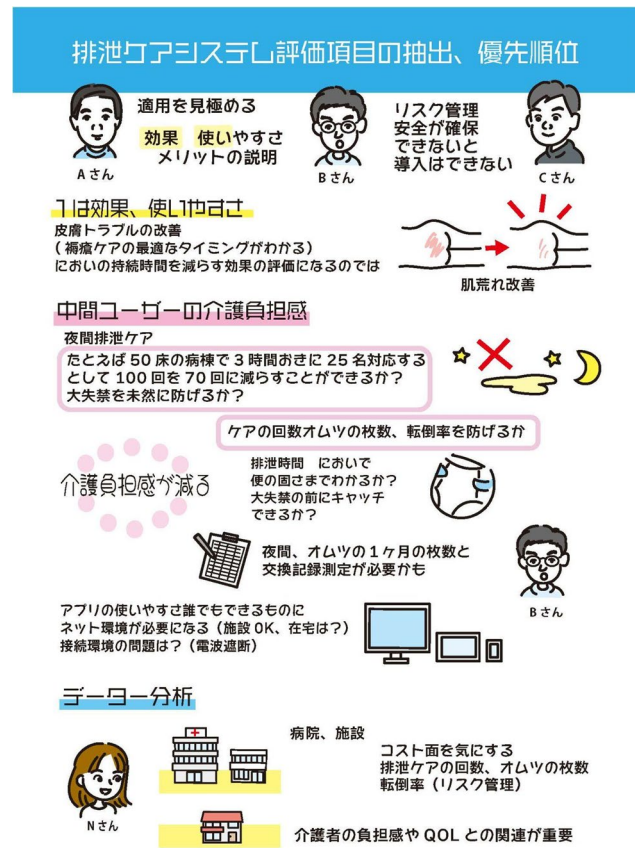 排泄ケアシステム評価項目の抽出、優先順位
適用を見極める
効果　使いやすさ
メリットの説明
Aさん
Bさん
リスク管理
安全が確保
できないと
導入はできない
Cさん
1は効果、使いやすさ
皮膚トラブルの改善
(褥瘡ケアの最適なタイミングがわかる)
においの持続時間を減らす効果の評価になるのでは
肌荒れ改善
中間ユーザーの介護負担感
夜間排泄ケア
たとえば50床の病棟で3時間おきに25名対応する
として100回を70回に減らすことができるか？
大失禁を未然に防げるか？
ケアの回数オムツの枚数、転倒率を防げるか
介護負担感が減る
排泄時間　においで
便の固さまでわかるか？
大失禁の前にキャッチ
できるか？
夜間、オムツの1ヶ月の枚数と
交換記録測定が必要かも
Bさん
アプリの使いやすさ誰でもできるものに
ネット環境が必要になる（施設OK、在宅は？）
接続環境の問題は？（電波遮断）
データー分析
Nさん
病院、施設
コスト面を気にする
排泄ケアの回数、オムツの枚数
転倒率（リスク管理）
介護者の負担感やQOLとの関連が重要